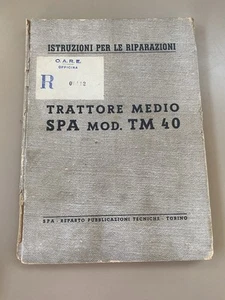 ISTRUZIONI PER LE RIPARAZIONI
O.A.R.E.
OFFICINA
R
TRATTORE MEDIO
SPA MOD. TM 40
SPA - REPARTO PUBBLICAZIONI TECNICHE - TORINO